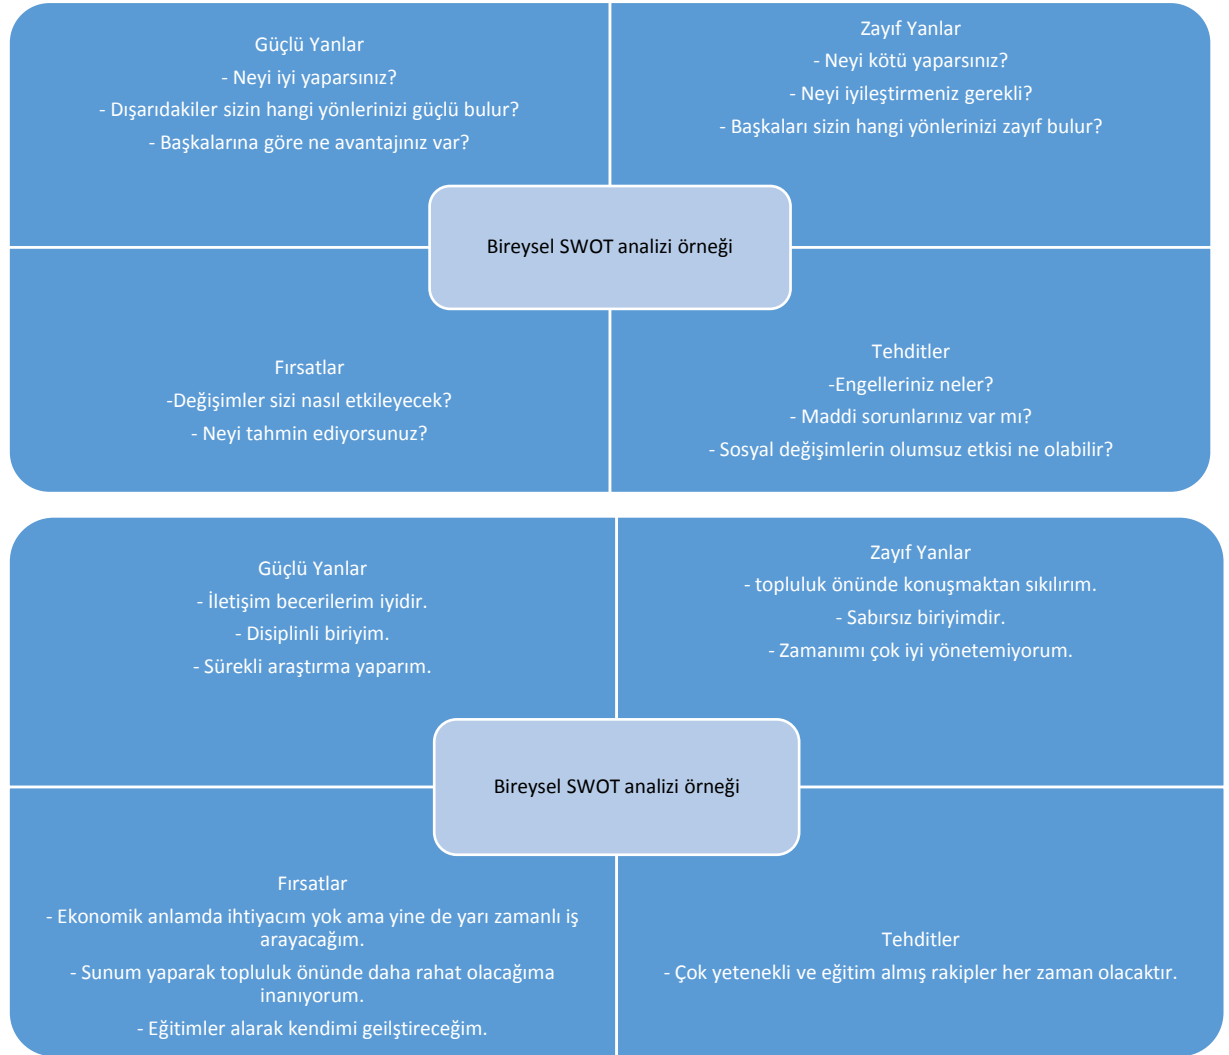 Güçlü Yanlar
- Neyi iyi yaparsınız?
- Dışarıdakiler sizin hangi yönlerinizi güçlü bulur?
- Başkalarına göre ne avantajınız var?
Zayıf Yanlar
- Neyi kötü yaparsınız?
- Neyi iyileştirmeniz gerekli?
- Başkaları sizin hangi yönlerinizi zayıf bulur?
Bireysel SWOT analizi örneği
Fırsatlar
-Değişimler sizi nasıl etkileyecek?
- Neyi tahmin ediyorsunuz?
Tehditler
-Engelleriniz neler?
- Maddi sorunlarınız var mı?
- Sosyal değişimlerin olumsuz etkisi ne olabilir?
Güçlü Yanlar
- İletişim becerilerim iyidir.
- Disiplinli biriyim.
- Sürekli araştırma yaparım.
Zayıf Yanlar
- topluluk önünde konuşmaktan sıkılırım.
- Sabırsız biriyimdir.
- Zamanımı çok iyi yönetemiyorum.
Bireysel SWOT analizi örneği
Fırsatlar
- Ekonomik anlamda ihtiyacım yok ama yine de yarı zamanlı iş
arayacağım.
- Sunum yaparak topluluk önünde daha rahat olacağıma
inanıyorum.
- Eğitimler alarak kendimi geilştireceğim.
Tehditler
- Çok yetenekli ve eğitim almış rakipler her zaman olacaktır.